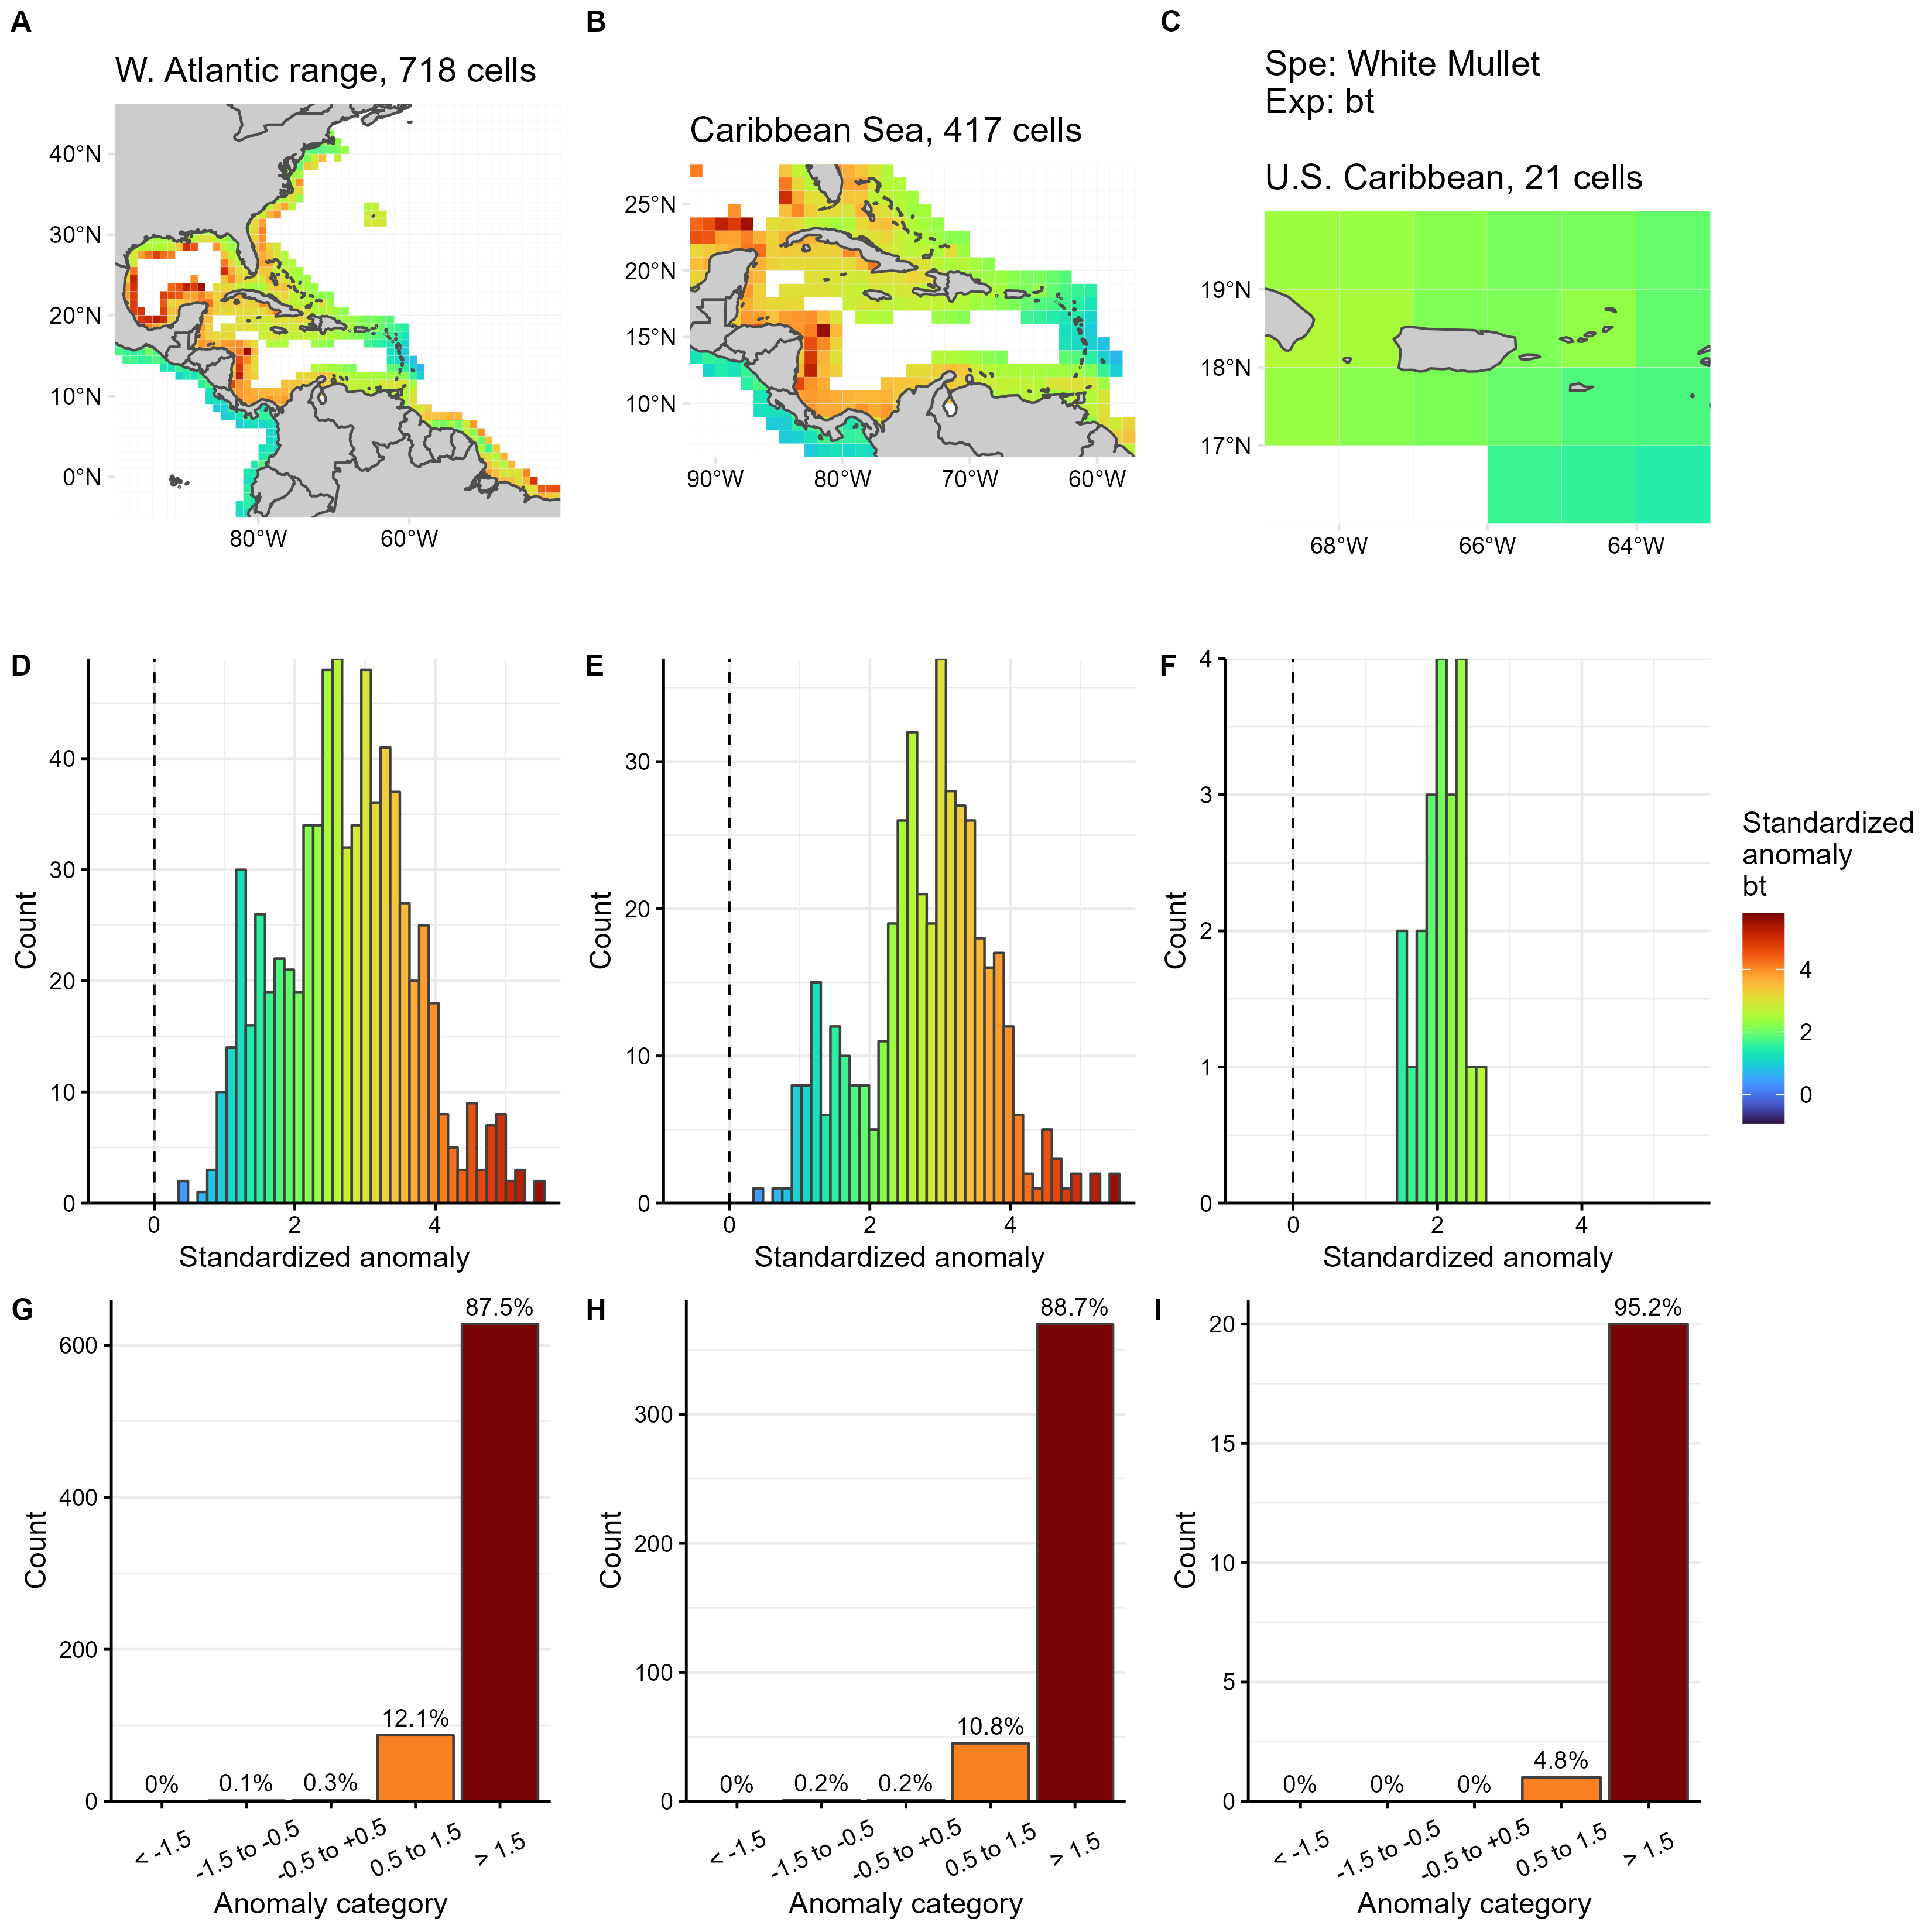 A
B
C
W. Atlantic range, 718 cells
Caribbean Sea, 417 cells
Spe: White Mullet
Exp: bt
U.S. Caribbean, 21 cells
40°N
30°N
20°N
10°N
0°N
80°W
60°W
25°N
20°N
15°N
10°N
90°W
80°W
70°W
60°W
19°N
18°N
17°N
68°W
66°W
64°W
D
Count
40
30
20
10
0
0
2
4
Standardized anomaly
E
Count
30
20
10
0
0
2
4
Standardized anomaly
F
Count
4
3
2
1
0
0
2
4
Standardized anomaly
Standardized
anomaly
bt
4
2
0
G
Count
600
400
200
0
0%
0.1%
0.3%
12.1%
87.5%
< -1.5
-1.5 to -0.5
-0.5 to +0.5
0.5 to 1.5
> 1.5
Anomaly category
H
Count
300
200
100
0
0%
0.2%
0.2%
10.8%
88.7%
< -1.5
-1.5 to -0.5
-0.5 to +0.5
0.5 to 1.5
> 1.5
Anomaly category
I
Count
20
15
10
5
0
0%
0%
0%
4.8%
95.2%
< -1.5
-1.5 to -0.5
-0.5 to +0.5
0.5 to 1.5
> 1.5
Anomaly category